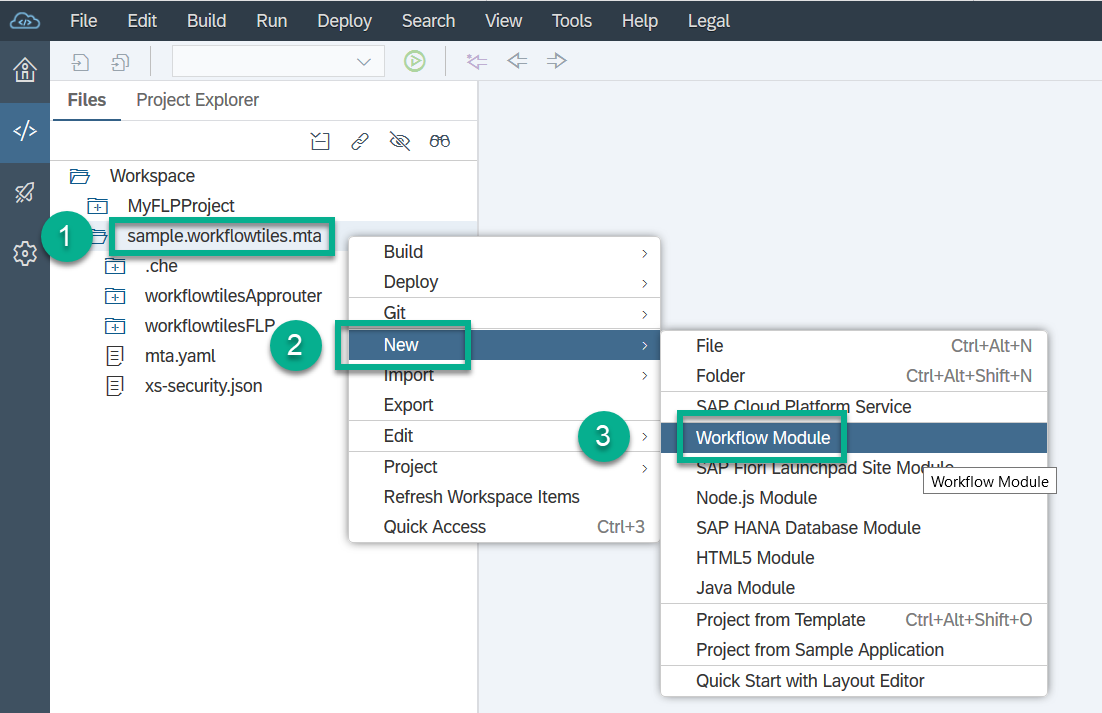 File Edit Build Run Deploy Search View Tools Help Legal
Files Project Explorer
Workspace
MyFLPProject
1 sample.workflowtiles.mta
.che
workflowtilesApprouter
workflowtilesFLP
mta.yaml
xs-security.json
Build
Deploy
Git
2 New
Import
Export
Edit
Project
Refresh Workspace Items
Quick Access Ctrl+3
File Ctrl+Alt+N
Folder Ctrl+Alt+Shift+N
SAP Cloud Platform Service
3 Workflow Module
SAP Fiori Launchpad Site Module
Workflow Module
Node.js Module
SAP HANA Database Module
HTML5 Module
Java Module
Project from Template Ctrl+Alt+Shift+O
Project from Sample Application
Quick Start with Layout Editor